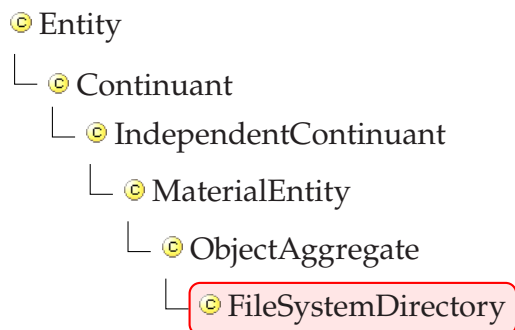 Entity
Continuant
IndependentContinuant
MaterialEntity
ObjectAggregate
FileSystemDirectory